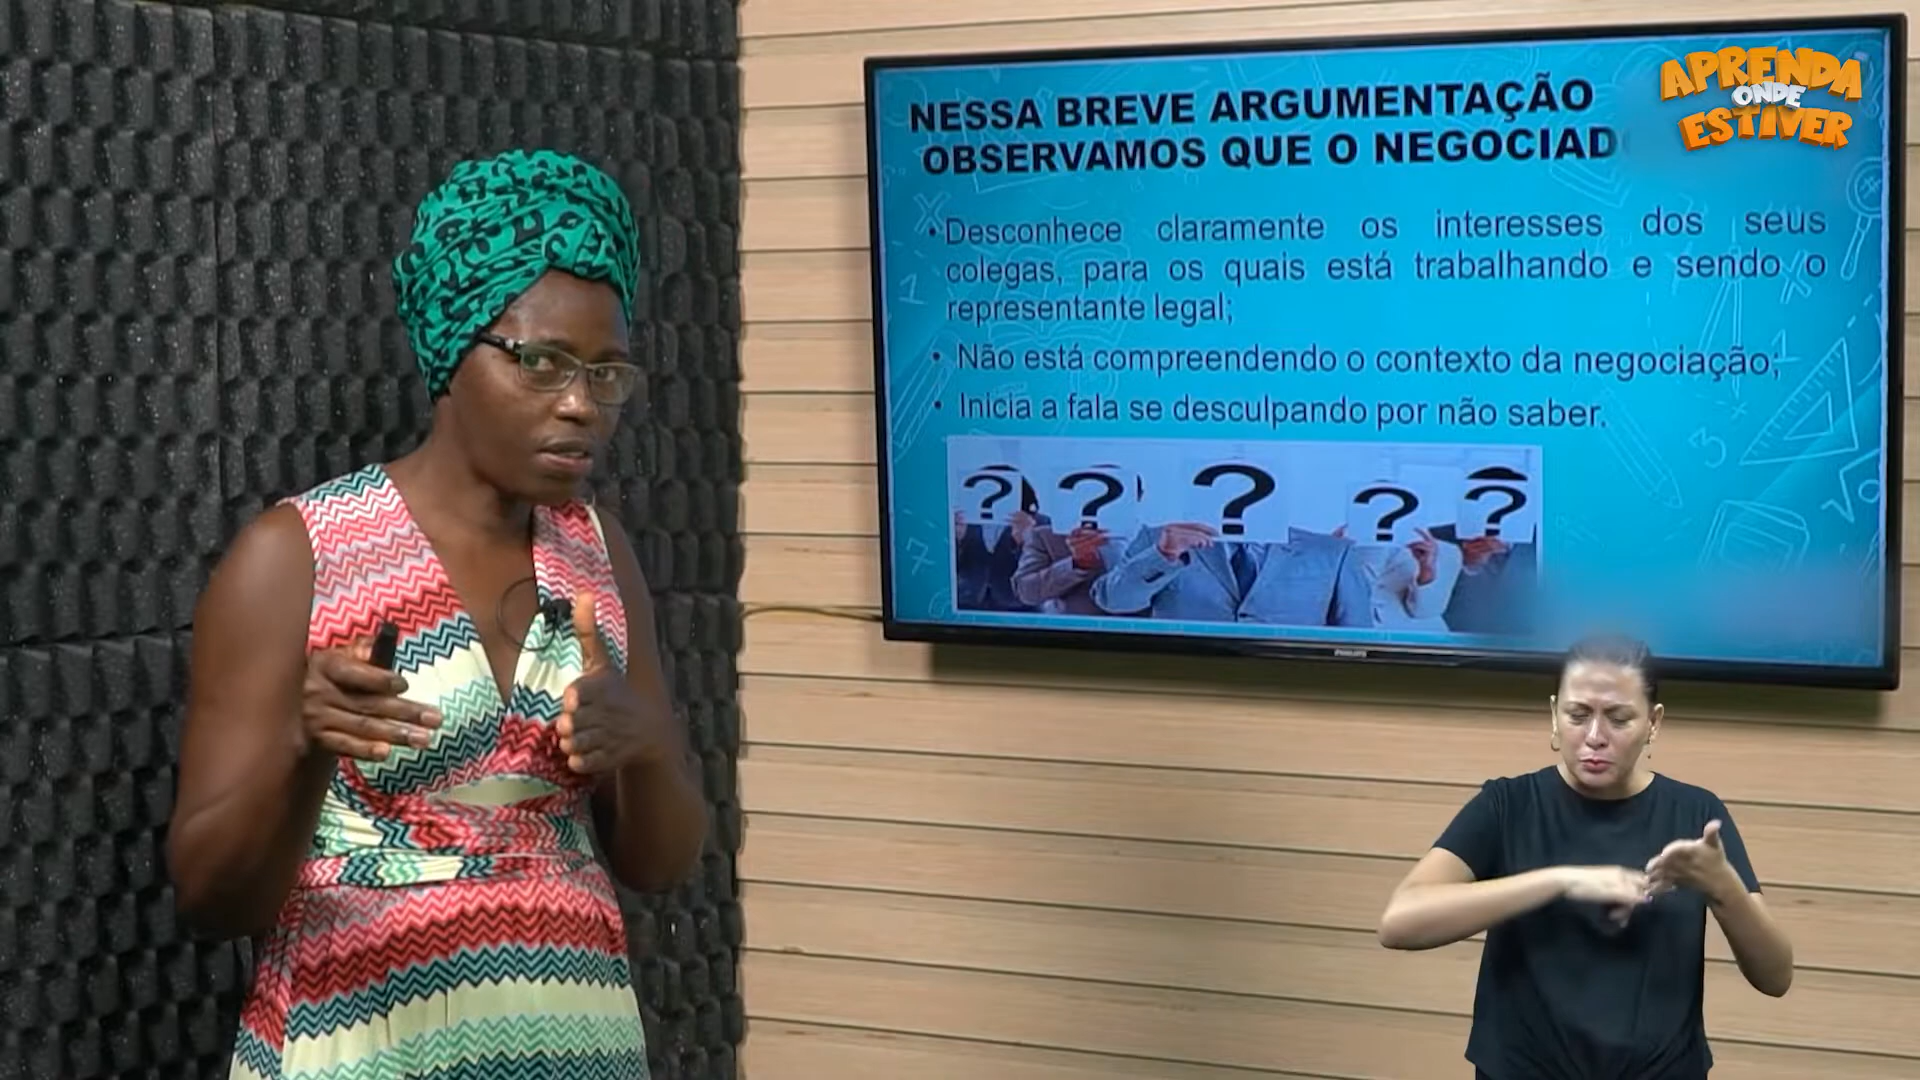 APRENDA
ONDE
ESTIVER
NESSA BREVE ARGUMENTAÇÃO
OBSERVAMOS QUE O
• Desconhece claramente os interesses dos seus
colegas, para os quais está trabalhando e sendo o
representante legal;
• Não está compreendendo o contexto da negociação;
• Inicia a fala se desculpando por não saber.
? ? ? ? ?
PHILIPS